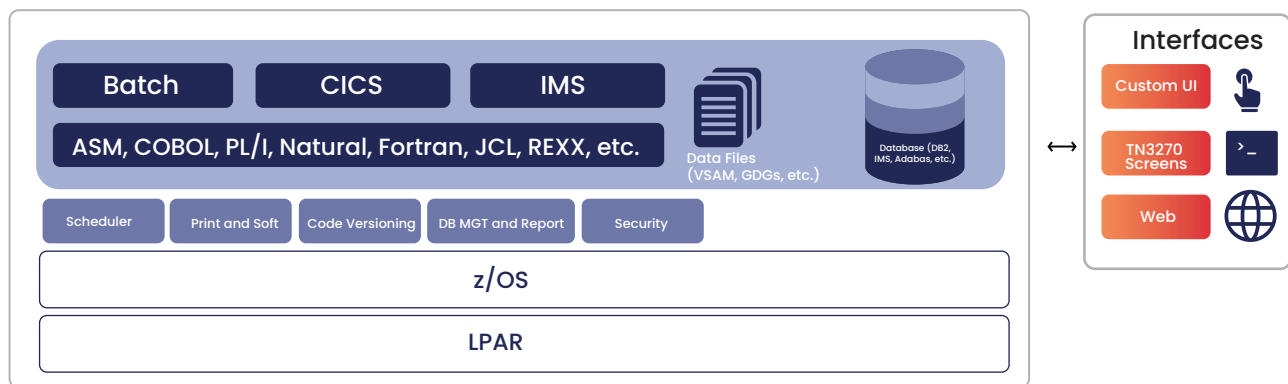 Batch
CICS
IMS
ASM, COBOL, PL/I, Natural, Fortran, JCL, REXX, etc.
Data Files
(VSAM, GDGs, etc.)
Database (DB2,
IMS, Adabas, etc.)
Scheduler
Print and Soft
Code Versioning
DB MGT and Report
Security
z/OS
LPAR
Interfaces
Custom UI
TN3270
Screens
>_
Web